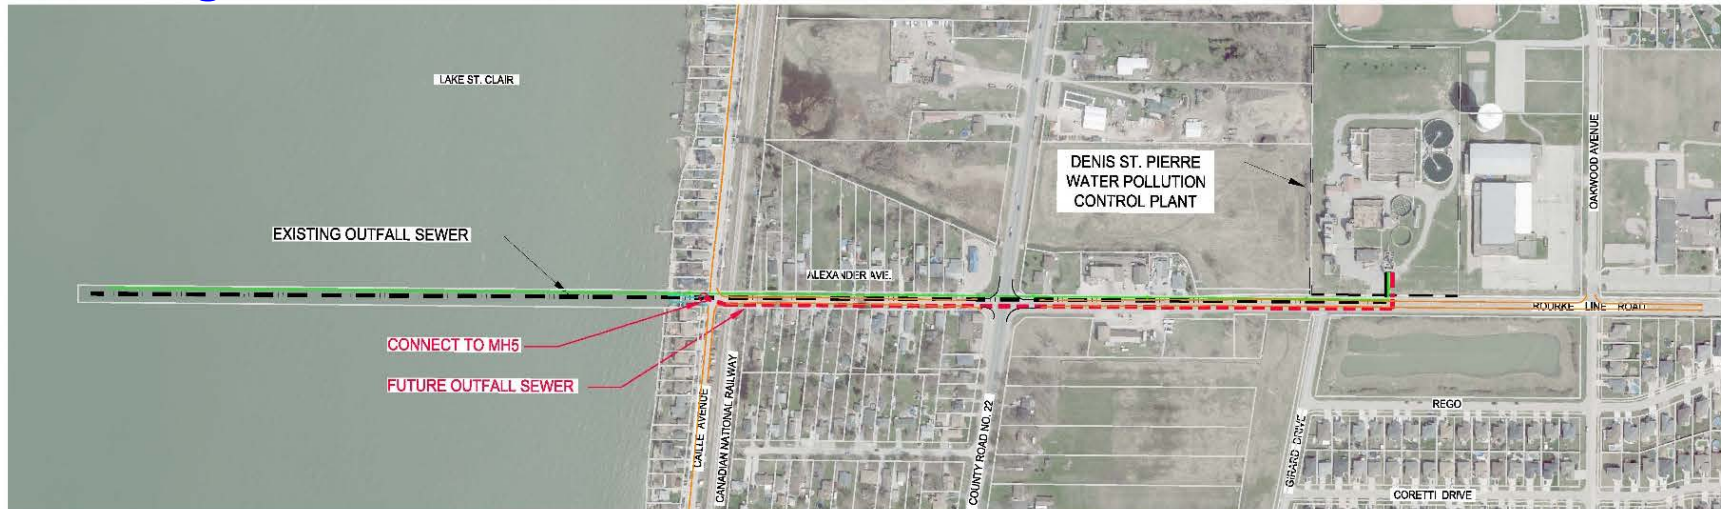 LAKE ST. CLAIR
DENIS ST. PIERRE
WATER POLLUTION
CONTROL PLANT
OAKWOOD AVENUE
EXISTING OUTFALL SEWER
ALEXANDER AVE.
ROURKE LINE ROAD
CONNECT TO MH5
FUTURE OUTFALL SEWER
CAILLE AVENUE
CANADIAN NATIONAL RAILWAY
COUNTY ROAD NO. 22
GIRARD DRIVE
REGO
CORETTI DRIVE